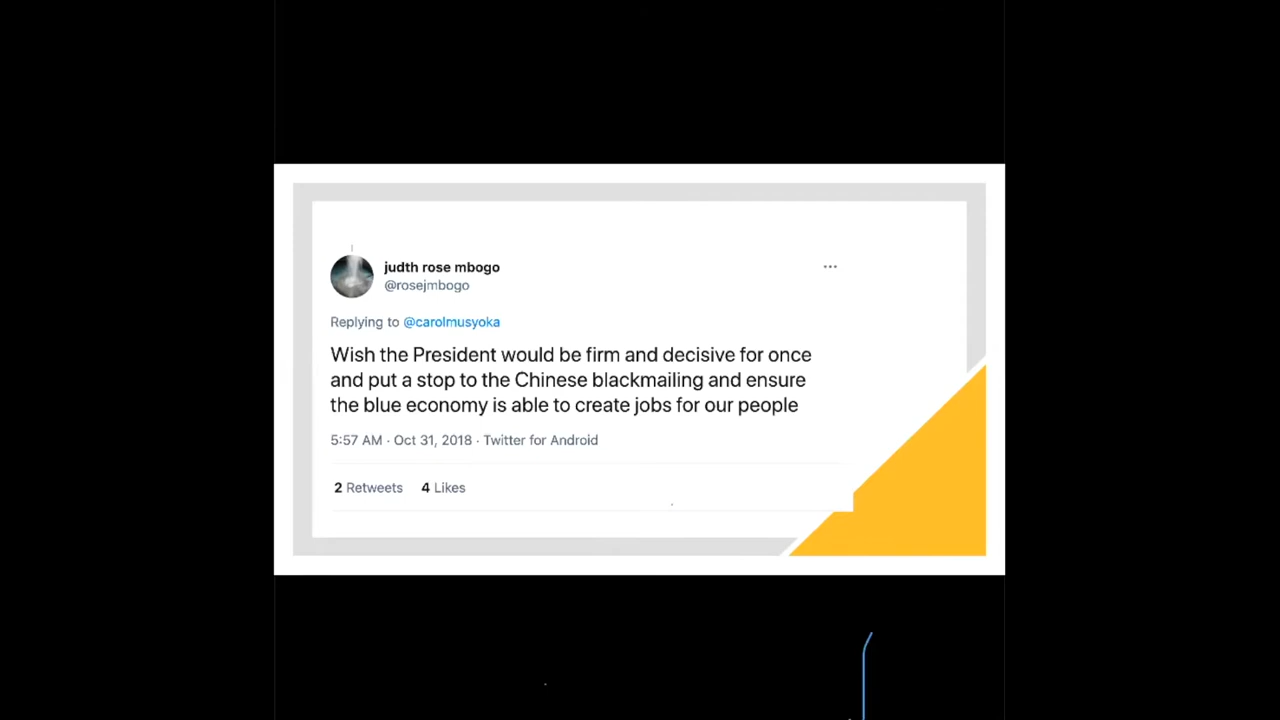 judth rose mbogo
@rosejmbogo
Replying to @carolmusyoka
Wish the President would be firm and decisive for once
and put a stop to the Chinese blackmailing and ensure
the blue economy is able to create jobs for our people
5:57 AM · Oct 31, 2018 · Twitter for Android
2 Retweets 4 Likes